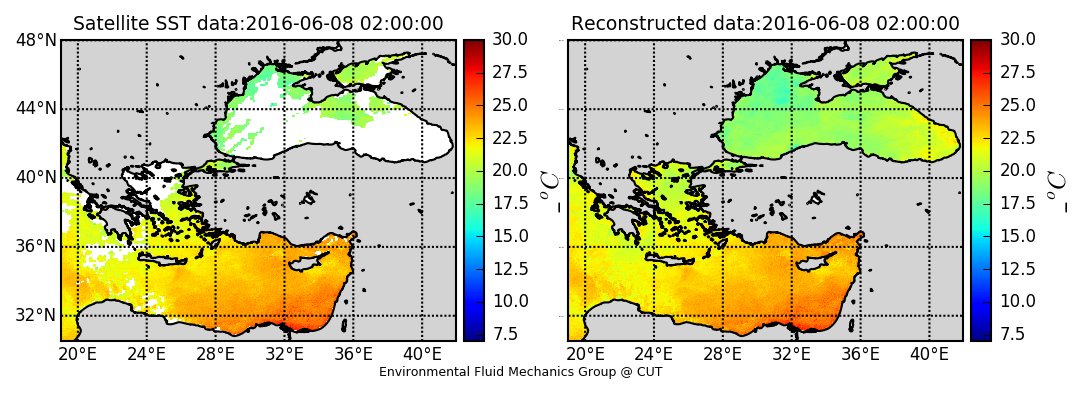 Satellite SST data:2016-06-08 02:00:00
48°N
44°N
40°N
36°N
32°N
20°E 24°E 28°E 32°E 36°E 40°E
30.0
27.5
25.0
22.5
20.0
17.5
15.0
12.5
10.0
7.5
_ °C
Reconstructed data:2016-06-08 02:00:00
20°E 24°E 28°E 32°E 36°E 40°E
30.0
27.5
25.0
22.5
20.0
17.5
15.0
12.5
10.0
7.5
_ °C
Environmental Fluid Mechanics Group @ CUT